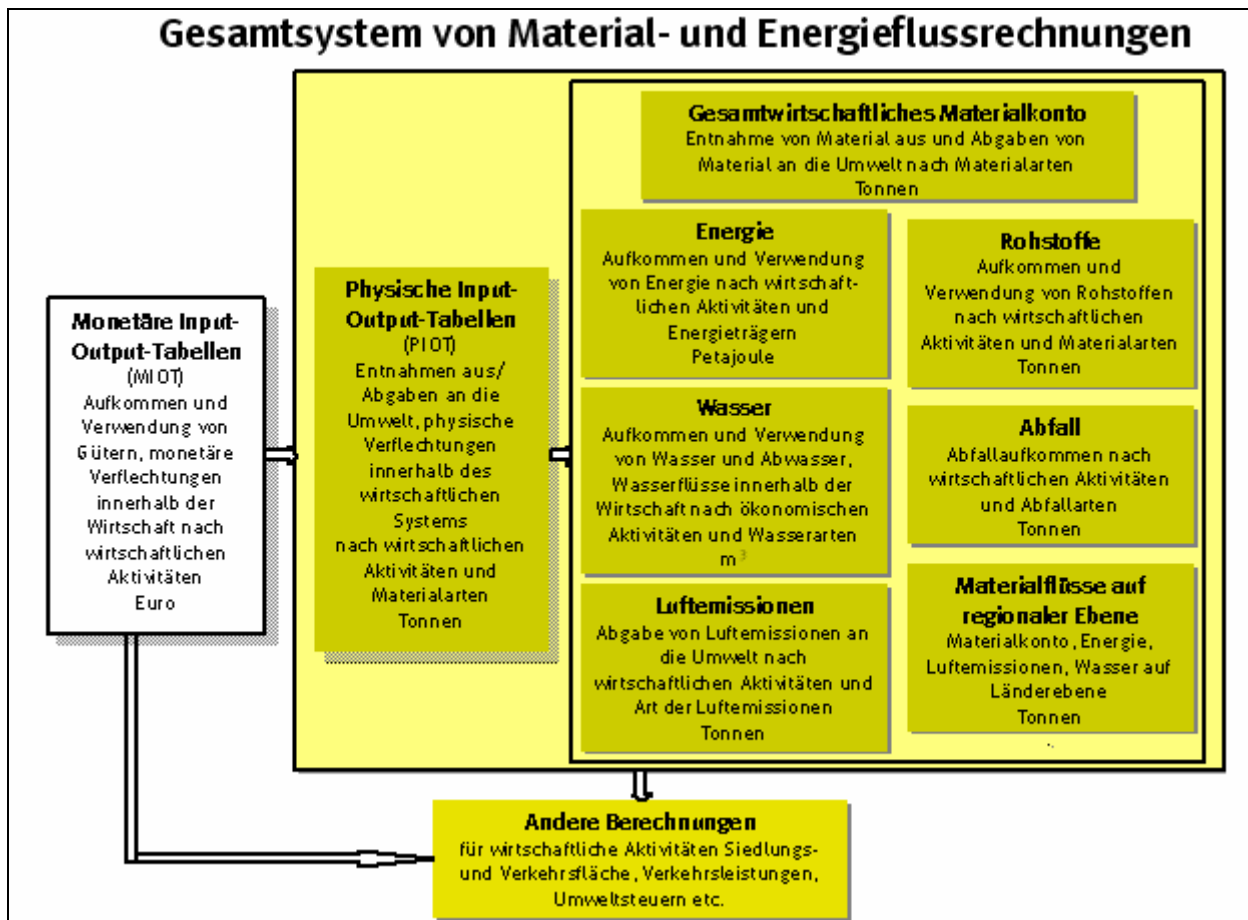 Gesamtsystem von Material- und Energieflussrechnungen
Monetäre Input-
Output-Tabellen
(MIOT)
Aufkommen und
Verwendung von
Gütern, monetäre
Verflechtungen
innerhalb der
Wirtschaft nach
wirtschaftlichen
Aktivitäten
Euro
Physische Input-
Output-Tabellen
(PIOT)
Entnahmen aus/
Abgaben an die
Umwelt, physische
Verflechtungen
innerhalb des
wirtschaftlichen
Systems
nach wirtschaftlichen
Aktivitäten und
Materialarten
Tonnen
Gesamtwirtschaftliches Materialkonto
Entnahme von Material aus und Abgaben von
Material an die Umwelt nach Materialarten
Tonnen
Energie
Aufkommen und Verwendung
von Energie nach wirtschaft-
lichen Aktivitäten und
Energieträgern
Petajoule
Rohstoffe
Aufkommen und
Verwendung von Rohstoffen
nach wirtschaftlichen
Aktivitäten und Materialarten
Tonnen
Wasser
Aufkommen und Verwendung
von Wasser und Abwasser,
Wasserflüsse innerhalb der
Wirtschaft nach ökonomischen
Aktivitäten und Wasserarten
m³
Abfall
Abfallaufkommen nach
wirtschaftlichen Aktivitäten
und Abfallarten
Tonnen
Luftemissionen
Abgabe von Luftemissionen an
die Umwelt nach
wirtschaftlichen Aktivitäten und
Art der Luftemissionen
Tonnen
Materialflüsse auf
regionaler Ebene
Materialkonto, Energie,
Luftemissionen, Wasser auf
Länderebene
Tonnen
Andere Berechnungen
für wirtschaftliche Aktivitäten Siedlungs-
und Verkehrsfläche, Verkehrsleistungen,
Umweltsteuern etc.